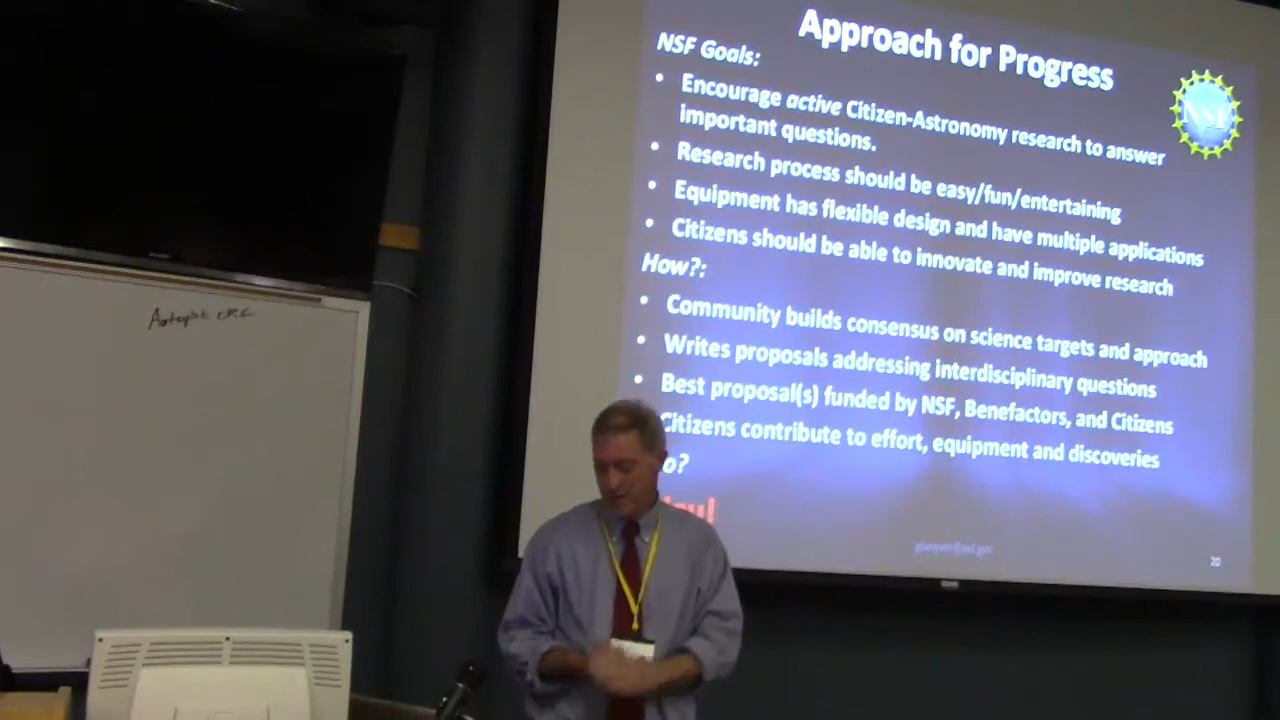 Approach for Progress
NSF Goals:
NSF
• Encourage active Citizen-Astronomy research to answer
important questions.
• Research process should be easy/fun/entertaining
• Equipment has flexible design and have multiple applications
• Citizens should be able to innovate and improve research
How?:
• Community builds consensus on science targets and approach
• Writes proposals addressing interdisciplinary questions
• Best proposal(s) funded by NSF, Benefactors, and Citizens
Citizens contribute to effort, equipment and discoveries
o?
20